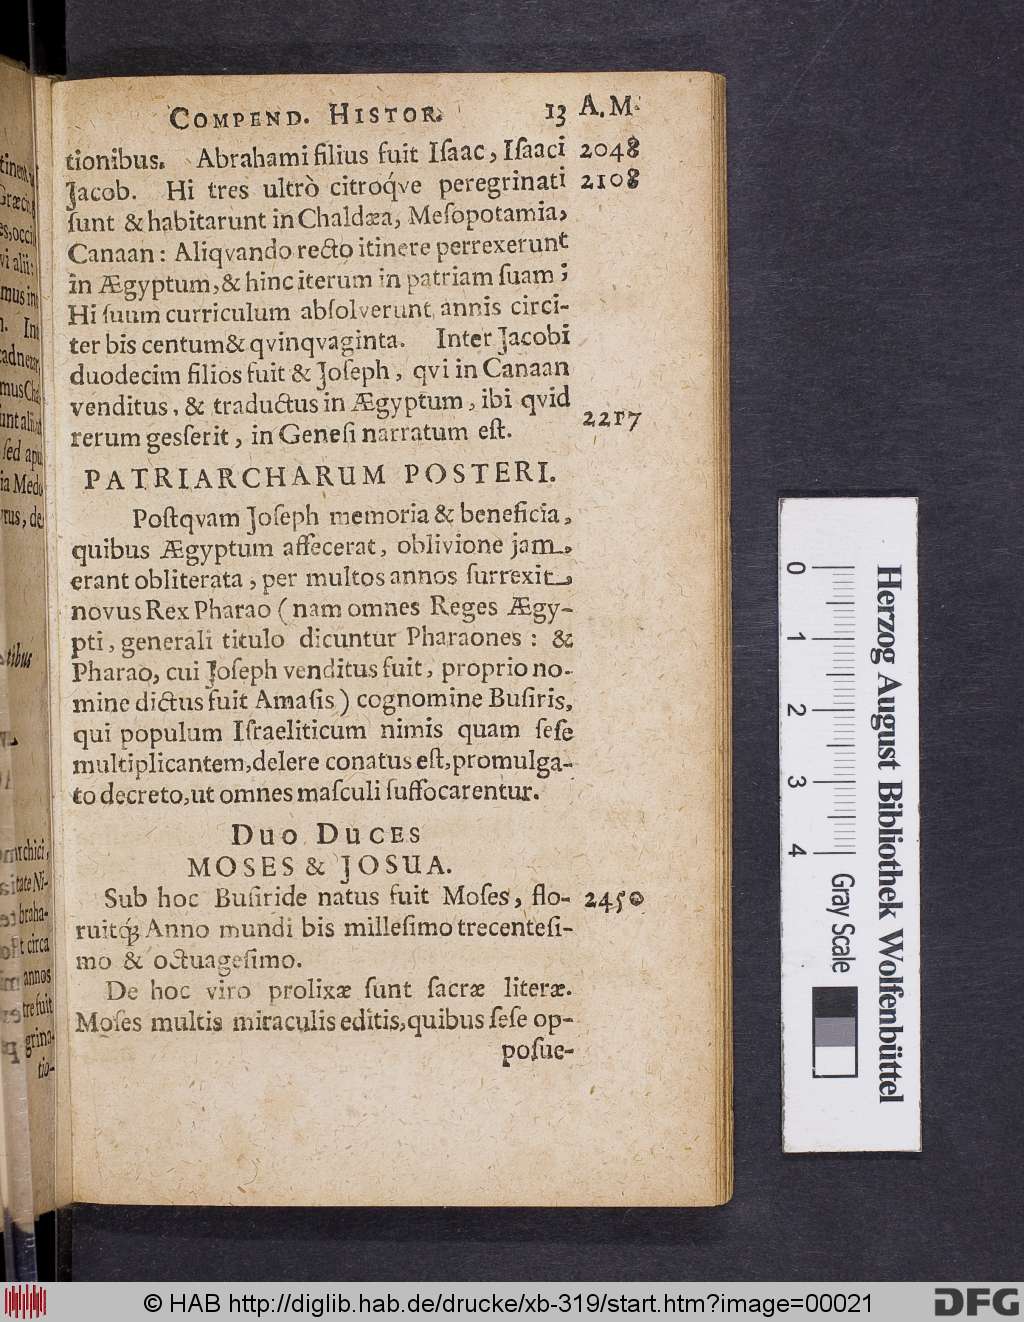 COMPEND. HISTOR. 13 A.M.
tionibus. Abrahami filius fuit Iſaac, Iſaaci 2048
Jacob. Hi tres ultrò citroq́ve peregrinati 2108
ſunt & habitarunt in Chaldæa, Meſopotamia,
Canaan: Aliqvando recto itinere perrexerunt
in Ægyptum, & hinc iterum in patriam ſuam;
Hi ſuum curriculum abſolverunt annis circi-
ter bis centum & qvinqvaginta. Inter Jacobi
duodecim filios fuit & Joſeph, qvi in Canaan
venditus, & traductus in Ægyptum, ibi qvid
rerum gesſerit, in Geneſi narratum eſt. 2217
PATRIARCHARUM POSTERI.
Poſtqvam Joſeph memoria & beneficia,
quibus Ægyptum affecerat, oblivione jam,
erant obliterata, per multos annos ſurrexit,
novus Rex Pharao (nam omnes Reges Ægy-
pti, generali titulo dicuntur Pharaones: &
Pharao, cui Joſeph venditus fuit, proprio no-
mine dictus fuit Amaſis) cognomine Buſiris,
qui populum Iſraeliticum nimis quam ſeſe
multiplicantem, delere conatus eſt, promulga-
to decreto, ut omnes maſculi ſuffocarentur.
DUO DUCES
MOSES & JOSUA.
Sub hoc Buſiride natus fuit Moſes, flo- 2450
ruitq́; Anno mundi bis milleſimo trecenteſi-
mo & octuageſimo.
De hoc viro prolixæ ſunt ſacræ literæ.
Moſes multis miraculis editis, quibus ſeſe op-
poſue-
0 1 2 3 4
Gray Scale
Herzog August Bibliothek Wolfenbüttel
© HAB http://diglib.hab.de/drucke/xb-319/start.htm?image=00021
DFG